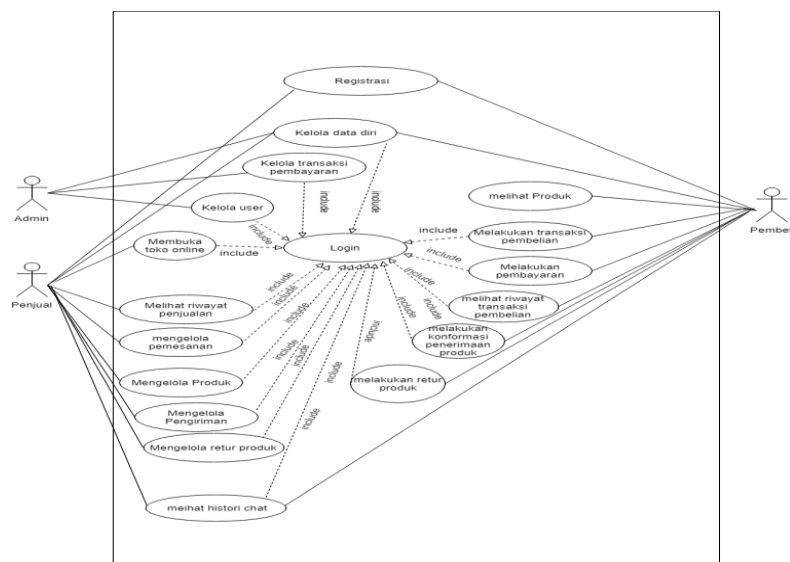 Registrasi
Kelola data diri
Kelola transaksi
pembayaran
include
include
Kelola user
include
Admin
melihat Produk
Pembel
Membuka
toko online
include
Login
include
Melakukan transaksi
pembelian
include
Melakukan
pembayaran
Penjual
Melihat riwayat
penjualan
include
include
include
include
melihat riwayat
transaksi
pembelian
mengelola
pemesanan
include
include
melakukan
konformasi
penerimaan
produk
Mengelola Produk
include
include
include
melakukan retur
produk
Mengelola
Pengiriman
include
Mengelola retur produk
meihat histori chat